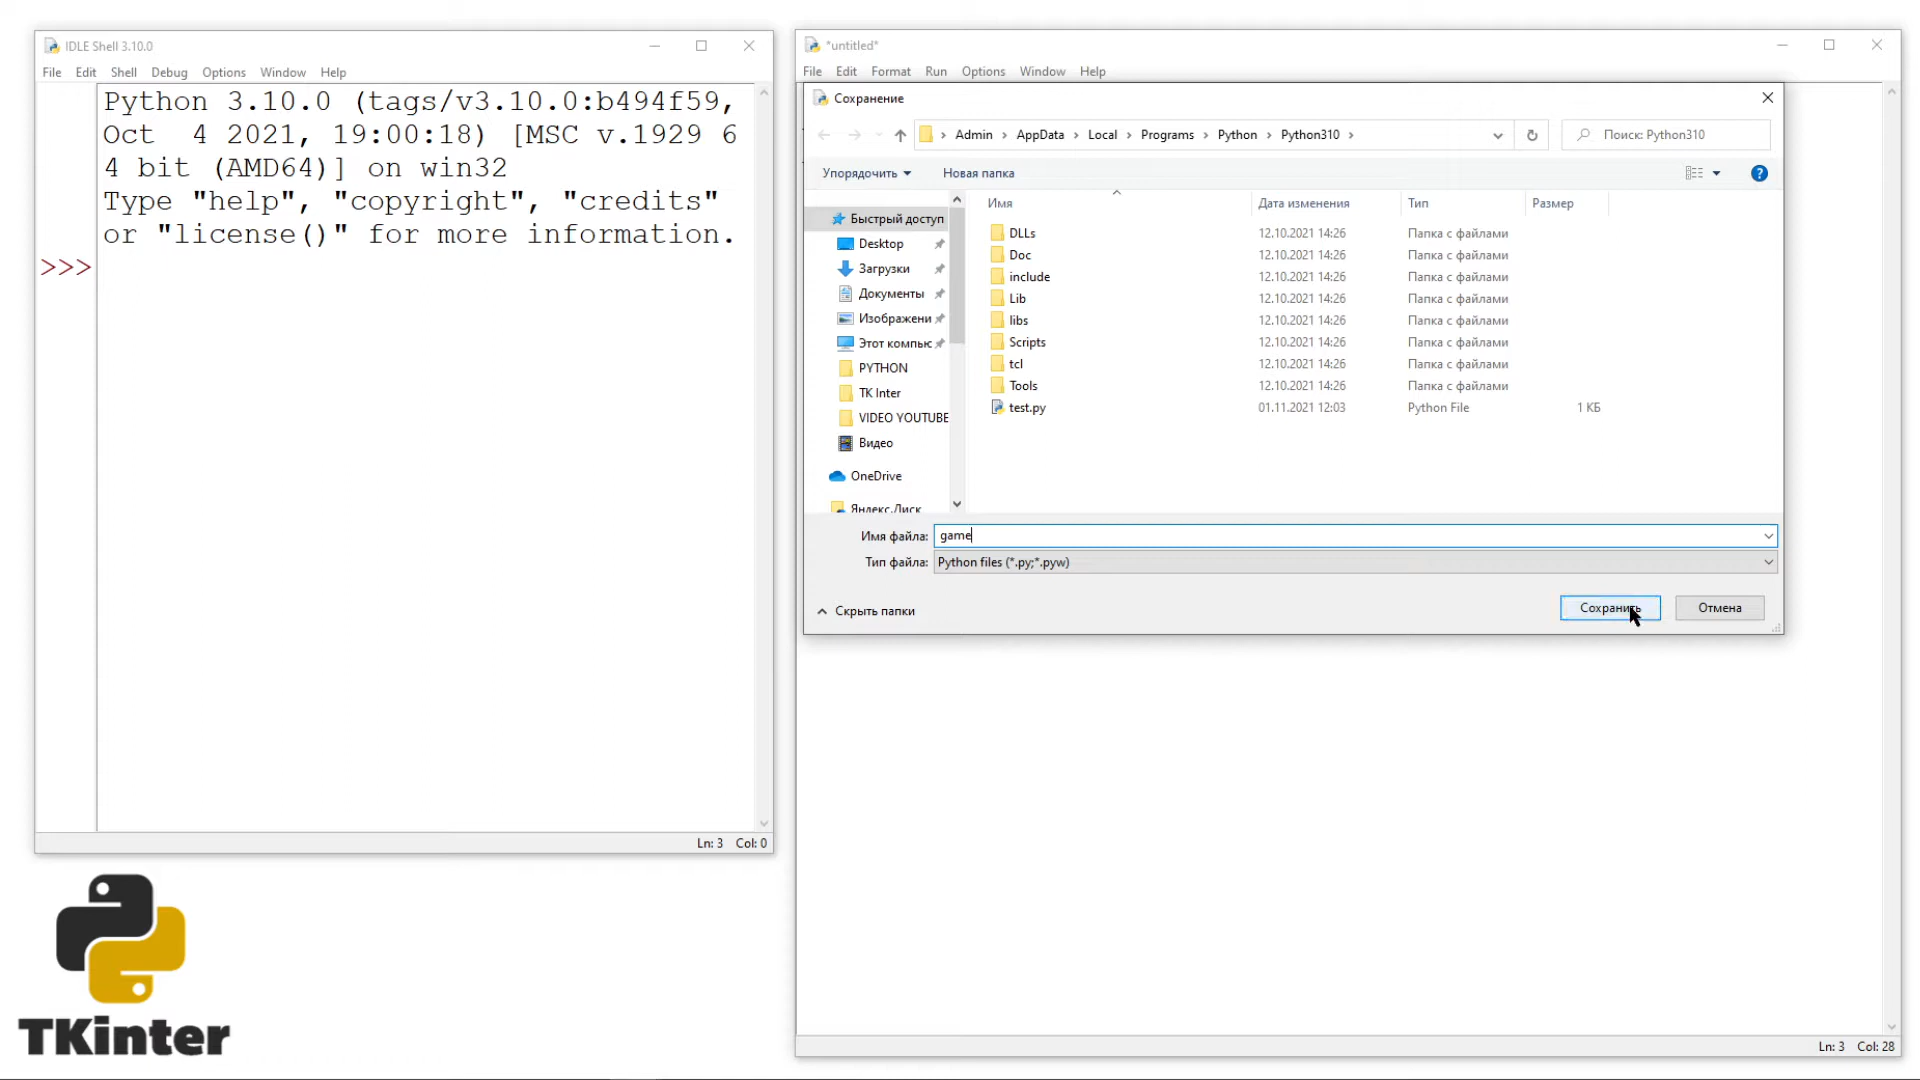 IDLE Shell 3.10.0
File Edit Shell Debug Options Window Help
Python 3.10.0 (tags/v3.10.0:b494f59,
Oct  4 2021, 19:00:18) [MSC v.1929 6
4 bit (AMD64)] on win32
Type "help", "copyright", "credits"
or "license()" for more information.
>>>
Ln: 3 Col: 0
TKinter
*untitled*
File Edit Format Run Options Window Help
Сохранение
Admin > AppData > Local > Programs > Python > Python310 >
Поиск: Python310
Упорядочить Новая папка
Быстрый доступ
Desktop
Загрузки
Документы
Изображени
Этот компьк
PYTHON
TK Inter
VIDEO YOUTUBE
Видео
OneDrive
Яндекс.Диск
Имя Дата изменения Тип Размер
DLLs 12.10.2021 14:26 Папка с файлами
Doc 12.10.2021 14:26 Папка с файлами
include 12.10.2021 14:26 Папка с файлами
Lib 12.10.2021 14:26 Папка с файлами
libs 12.10.2021 14:26 Папка с файлами
Scripts 12.10.2021 14:26 Папка с файлами
tcl 12.10.2021 14:26 Папка с файлами
Tools 12.10.2021 14:26 Папка с файлами
test.py 01.11.2021 12:03 Python File 1 КБ
Имя файла: game
Тип файла: Python files (*.py;*.pyw)
Скрыть папки
Сохранить Отмена
Ln: 3 Col: 28